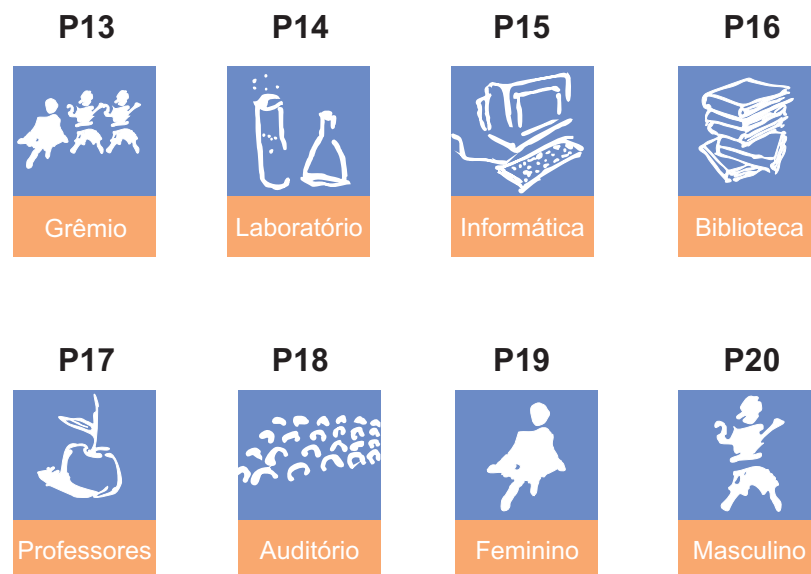 P13 P14 P15 P16
Grêmio Laboratório Informática Biblioteca
P17 P18 P19 P20
Professores Auditório Feminino Masculino